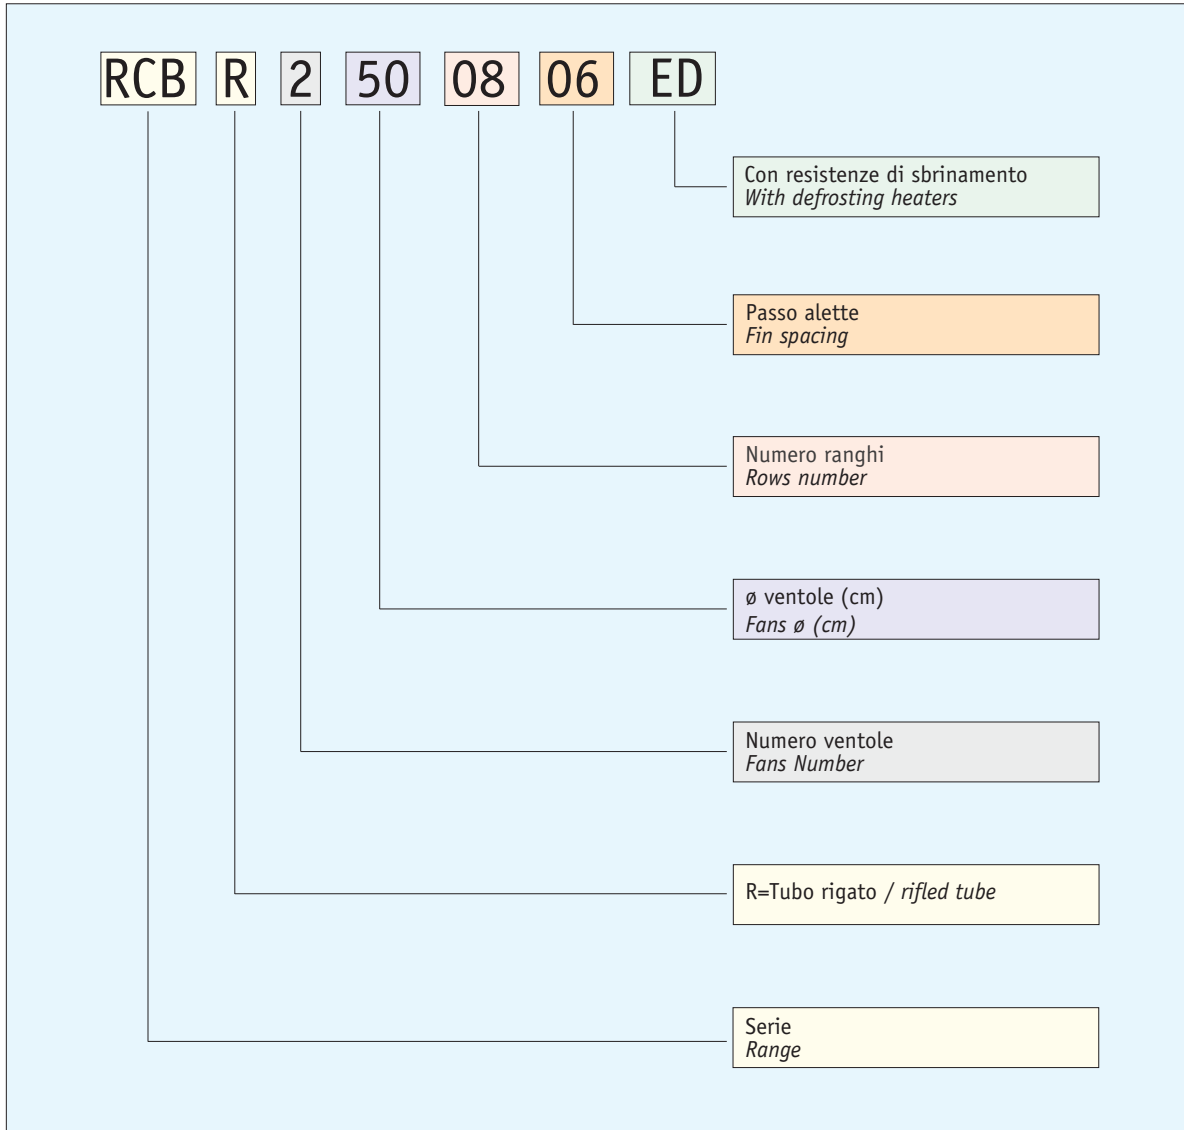 RCB R 2 50 08 06 ED
Con resistenze di sbrinamento
With defrosting heaters
Passo alette
Fin spacing
Numero ranghi
Rows number
ø ventole (cm)
Fans ø (cm)
Numero ventole
Fans Number
R=Tubo rigato / rifled tube
Serie
Range